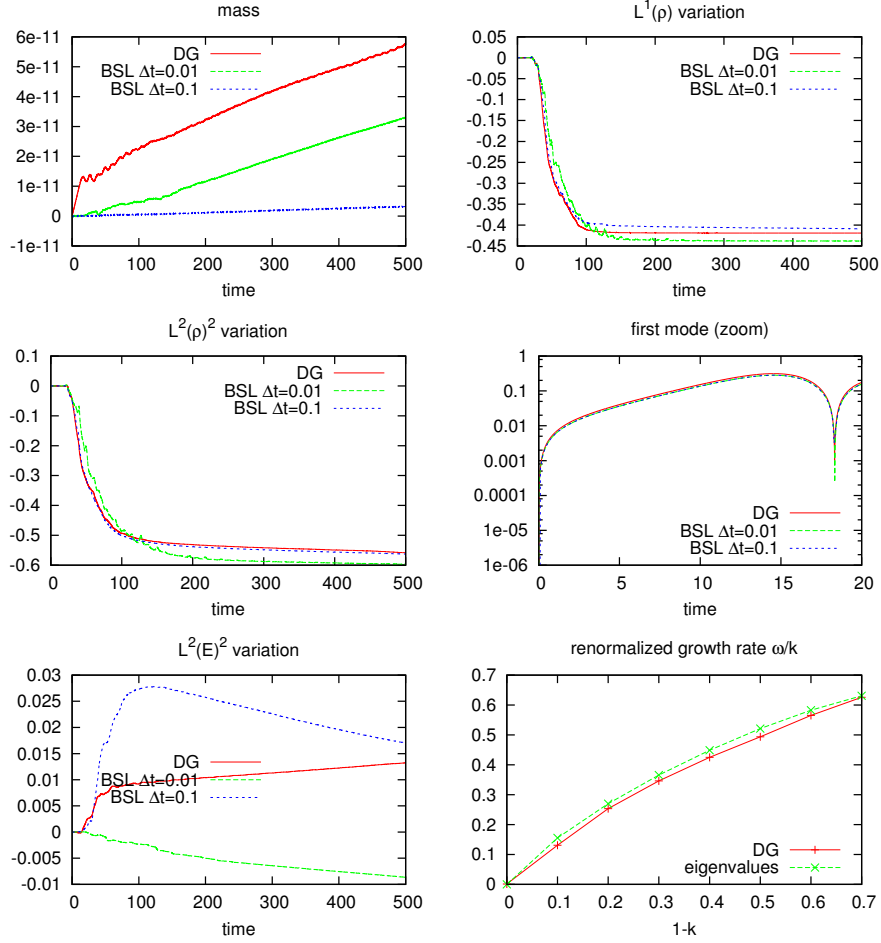 mass
6e-11
5e-11
4e-11
3e-11
2e-11
1e-11
0
-1e-11
DG
BSL Δt=0.01
BSL Δt=0.1
0 100 200 300 400 500
time
L¹(ρ) variation
0.05
0
-0.05
-0.1
-0.15
-0.2
-0.25
-0.3
-0.35
-0.4
-0.45
DG
BSL Δt=0.01
BSL Δt=0.1
0 100 200 300 400 500
time
L²(ρ)² variation
0.1
0
-0.1
-0.2
-0.3
-0.4
-0.5
-0.6
DG
BSL Δt=0.01
BSL Δt=0.1
0 100 200 300 400 500
time
first mode (zoom)
1
0.1
0.01
0.001
0.0001
1e-05
1e-06
DG
BSL Δt=0.01
BSL Δt=0.1
0 5 10 15 20
time
L²(E)² variation
0.03
0.025
0.02
0.015
0.01
0.005
0
-0.005
-0.01
DG
BSL Δt=0.01
BSL Δt=0.1
0 100 200 300 400 500
time
renormalized growth rate ω/k
0.7
0.6
0.5
0.4
0.3
0.2
0.1
0
DG
eigenvalues
0 0.1 0.2 0.3 0.4 0.5 0.6 0.7
1-k